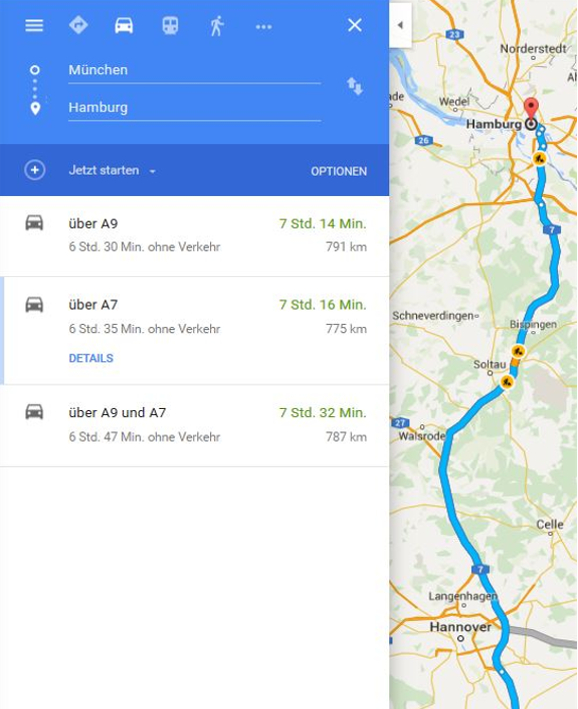 München
Hamburg
Jetzt starten
OPTIONEN
über A9
7 Std. 14 Min.
6 Std. 30 Min. ohne Verkehr
791 km
über A7
7 Std. 16 Min.
6 Std. 35 Min. ohne Verkehr
775 km
DETAILS
über A9 und A7
7 Std. 32 Min.
6 Std. 47 Min. ohne Verkehr
787 km
23
Norderstedt
ade
Wedel
Ah
Hamburg
26
7
Schneverdingen
Bispingen
Soltau
27
Walsrode
Celle
7
Langenhagen
Hannover